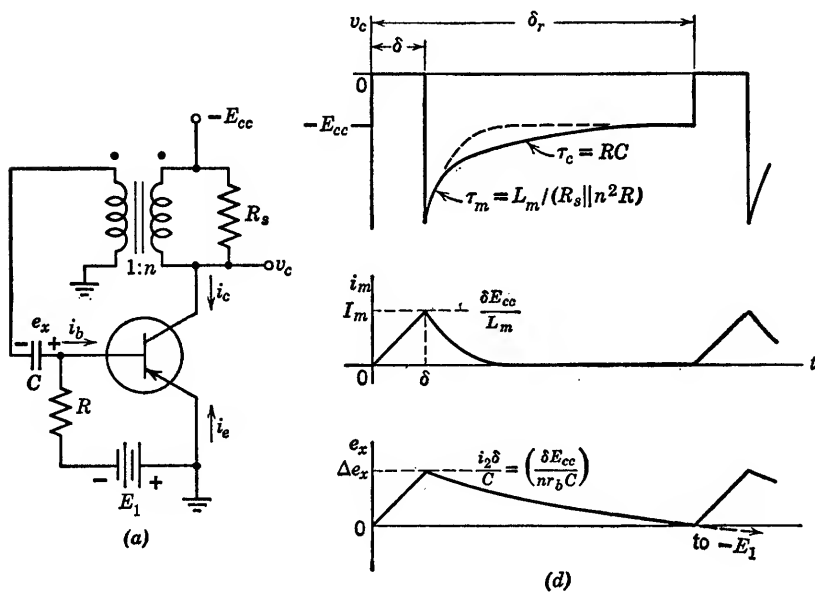 −E_cc
R_s
1:n
v_c
i_c
e_x
i_b
− +
C
R
i_e
− E_1 +
(a)
v_c
δ
δ_r
0
−E_cc
τ_c = RC
τ_m = L_m/(R_s||n²R)
i_m
I_m
δE_cc/L_m
0
δ
t
e_x
Δe_x
i_2δ/C = (δE_cc/nr_bC)
0
to −E_1
(d)